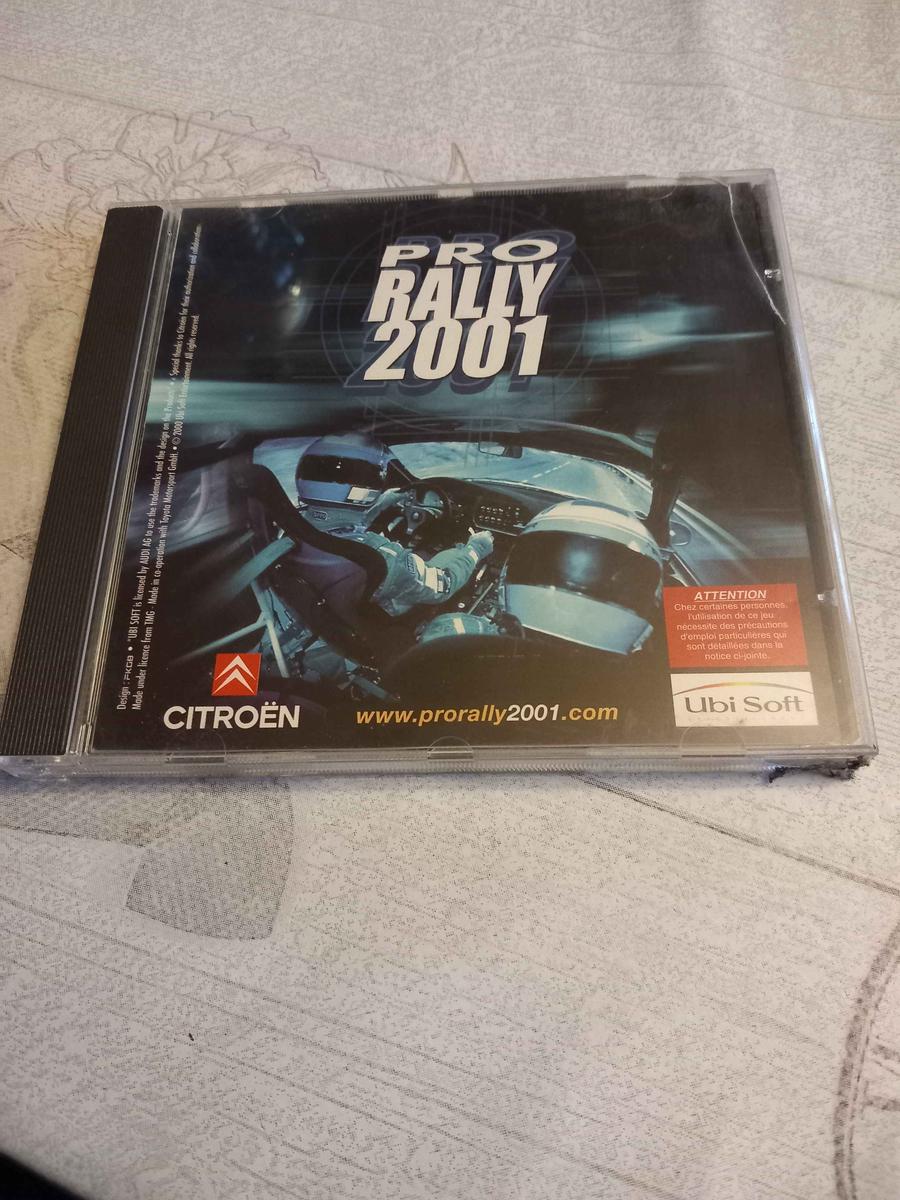 PRO
RALLY
2001
Design : PKGB • *UBI SOFT is licensed by AUDI AG to use the trademarks and the design on the Products. • Special thanks to Citroën for their authorization and collaboration.
Made under licence from TMG - Made in co-operation with Toyota Motorsport GmbH. • © 2000 Ubi Soft Entertainment. All rights reserved.
CITROËN
www.prorally2001.com
ATTENTION
Chez certaines personnes,
l'utilisation de ce jeu
nécessite des précautions
d'emploi particulières qui
sont détaillées dans la
notice ci-jointe.
Ubi Soft